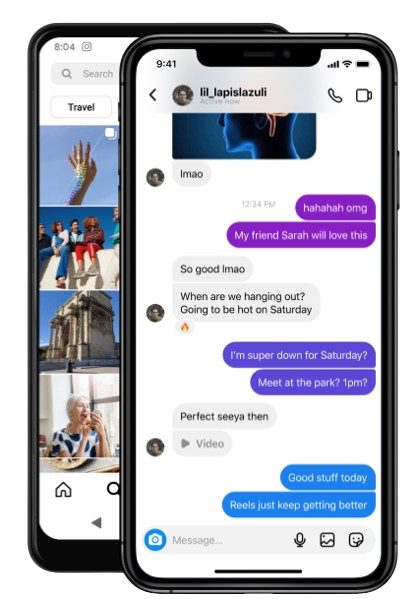 8:04
Search
Travel
9:41
lil_lapislazuli
Active now
lmao
12:34 PM
hahahah omg
My friend Sarah will love this
So good lmao
When are we hanging out?
Going to be hot on Saturday
I'm super down for Saturday?
Meet at the park? 1pm?
Perfect seeya then
Video
Good stuff today
Reels just keep getting better
Message...